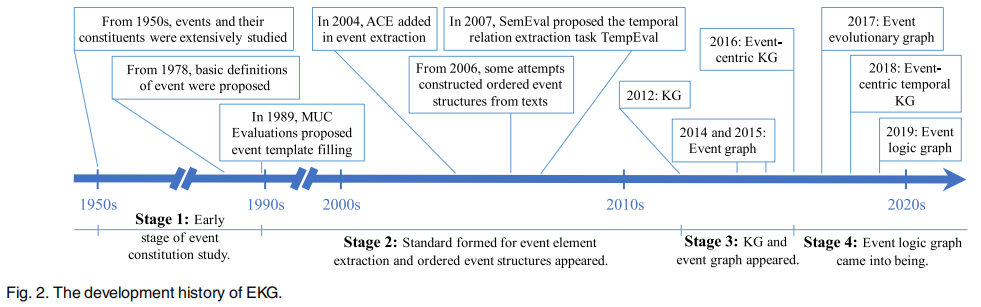 From 1950s, events and their
constituents were extensively studied
In 2004, ACE added
in event extraction
In 2007, SemEval proposed the temporal
relation extraction task TempEval
2016: Event-
centric KG
2017: Event
evolutionary graph
From 1978, basic definitions
of event were proposed
From 2006, some attempts
constructed ordered event
structures from texts
2012: KG
2018: Event-
centric temporal
KG
In 1989, MUC
Evaluations proposed
event template filling
2014 and 2015:
Event graph
2019: Event
logic graph
1950s
1990s
2000s
2010s
2020s
Stage 1: Early
stage of event
constitution study.
Stage 2: Standard formed for event element
extraction and ordered event structures appeared.
Stage 3: KG and
event graph appeared.
Stage 4: Event logic graph
came into being.
Fig. 2. The development history of EKG.